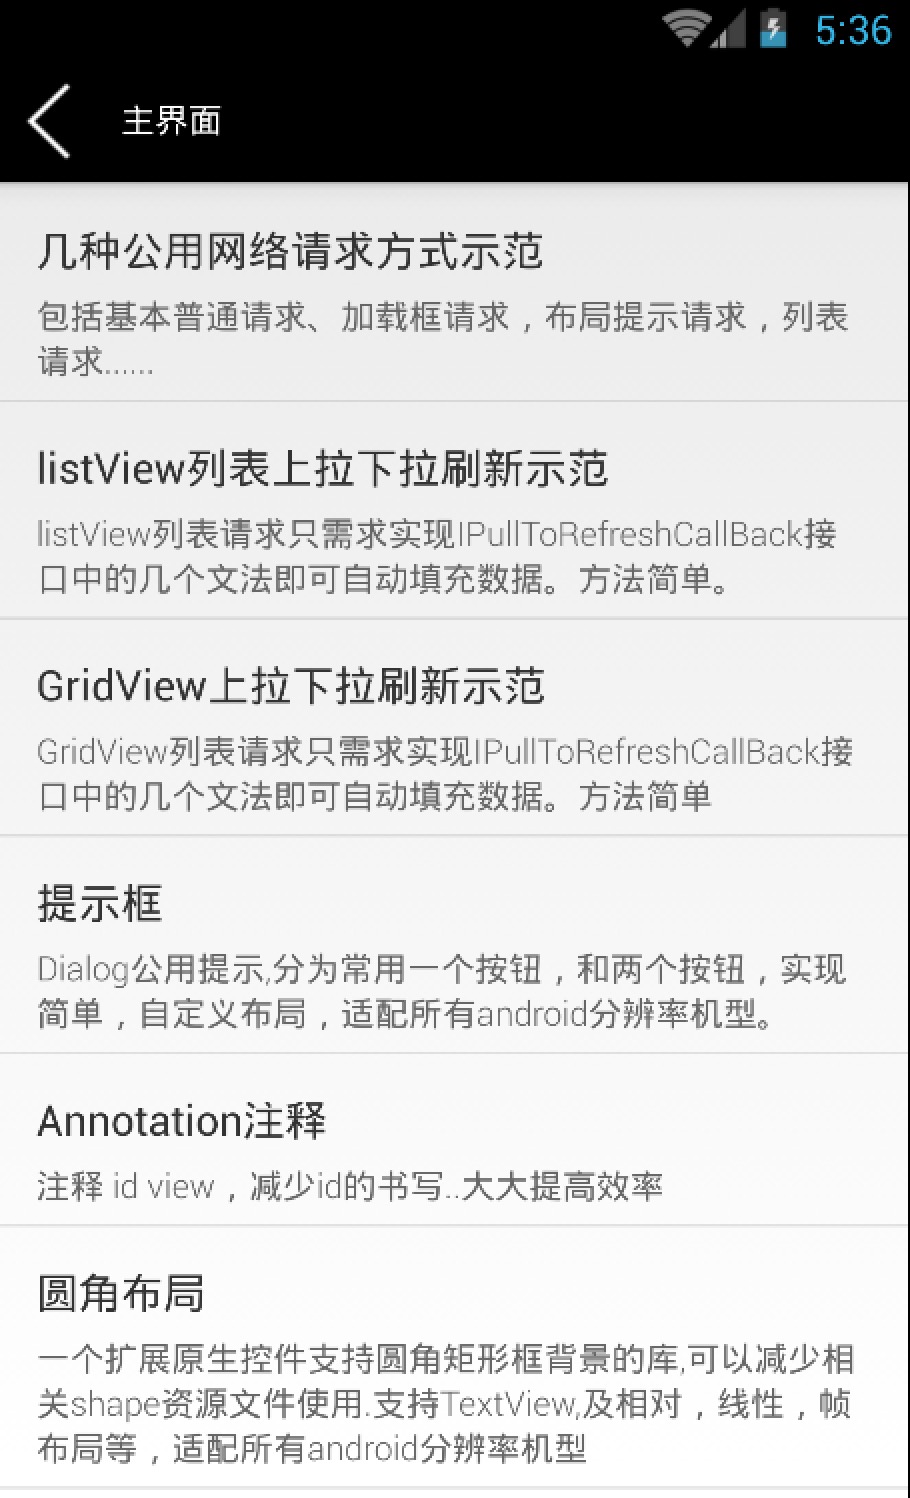 5:36
主界面
几种公用网络请求方式示范
包括基本普通请求、加载框请求，布局提示请求，列表
请求......
listView列表上拉下拉刷新示范
listView列表请求只需求实现IPullToRefreshCallBack接
口中的几个文法即可自动填充数据。方法简单。
GridView上拉下拉刷新示范
GridView列表请求只需求实现IPullToRefreshCallBack接
口中的几个文法即可自动填充数据。方法简单
提示框
Dialog公用提示,分为常用一个按钮，和两个按钮，实现
简单，自定义布局，适配所有android分辨率机型。
Annotation注释
注释 id view，减少id的书写..大大提高效率
圆角布局
一个扩展原生控件支持圆角矩形框背景的库,可以减少相
关shape资源文件使用.支持TextView,及相对，线性，帧
布局等，适配所有android分辨率机型